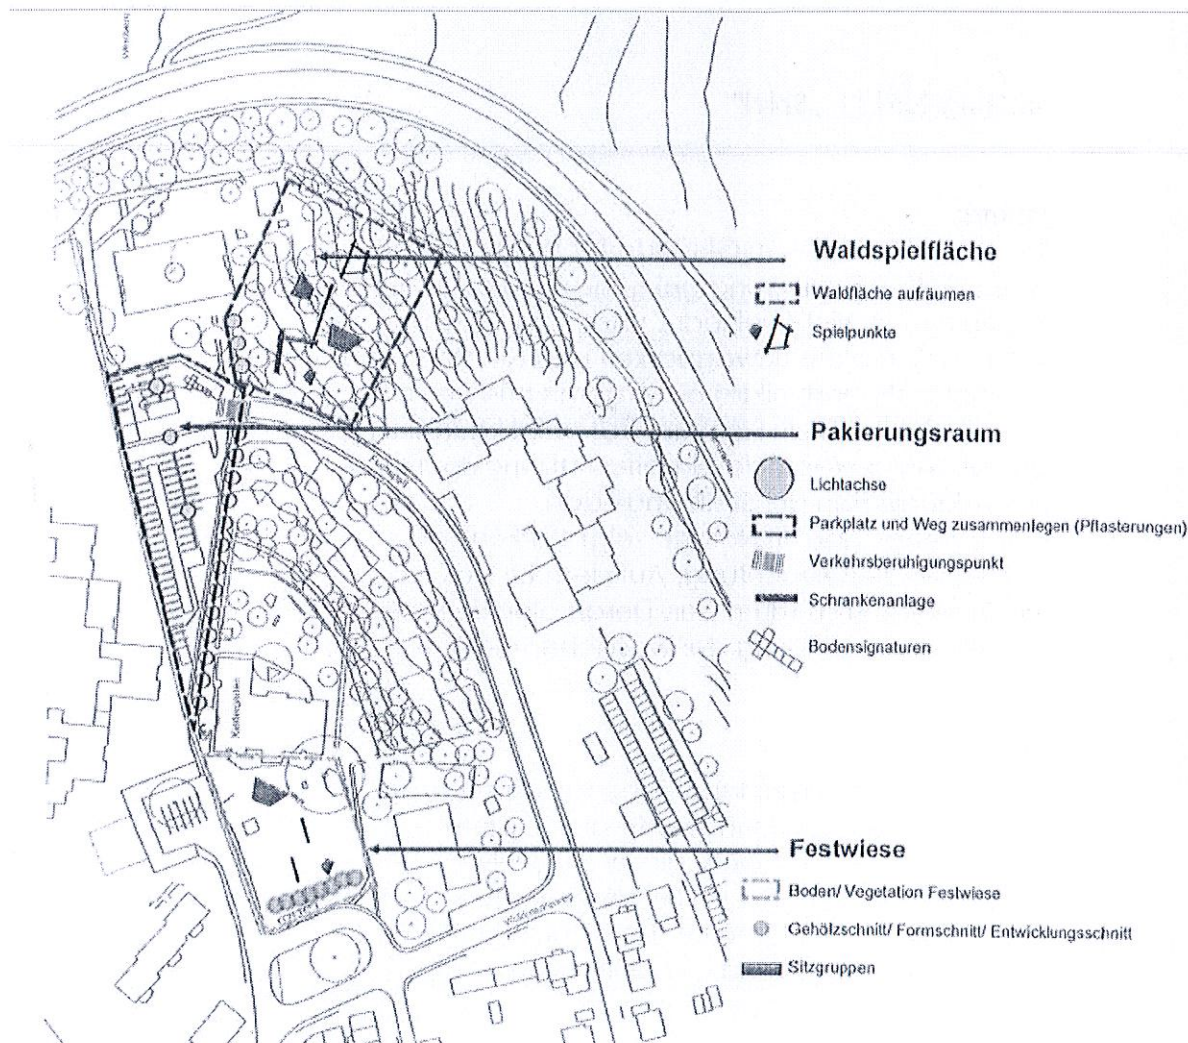 Waldspielfläche
Waldfläche aufräumen
Spielpunkte
Pakierungsraum
Lichtachse
Parkplatz und Weg zusammenlegen (Pflasterungen)
Verkehrsberuhigungspunkt
Schrankenanlage
Bodensignaturen
Festwiese
Boden/ Vegetation Festwiese
Gehölzschnitt/ Formschnitt/ Entwicklungsschnitt
Sitzgruppen